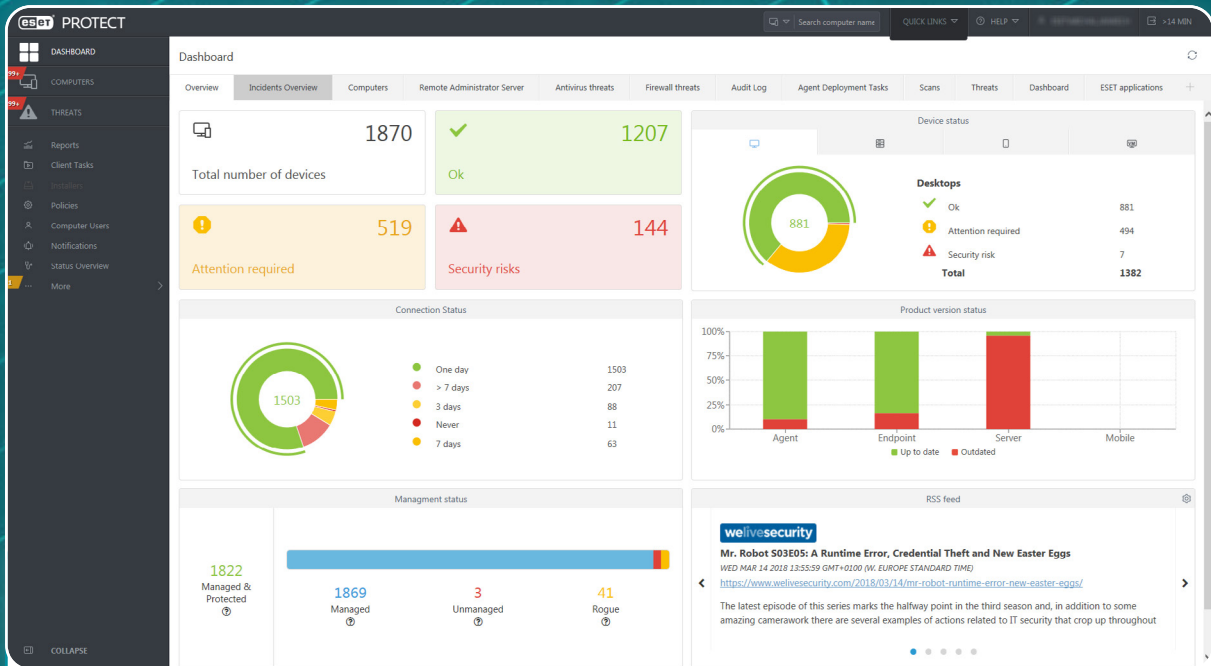 eset PROTECT
Search computer name
QUICK LINKS
HELP
>14 MIN
DASHBOARD
COMPUTERS
THREATS
99+
99+
Reports
Client Tasks
Installers
Policies
Computer Users
Notifications
Status Overview
More
COLLAPSE
Dashboard
Overview
Incidents Overview
Computers
Remote Administrator Server
Antivirus threats
Firewall threats
Audit Log
Agent Deployment Tasks
Scans
Threats
Dashboard
ESET applications
1870
Total number of devices
1207
Ok
519
Attention required
144
Security risks
Device status
881
Desktops
Ok 881
Attention required 494
Security risk 7
Total 1382
Connection Status
1503
One day 1503
> 7 days 207
3 days 88
Never 11
7 days 63
Product version status
100%
75%
50%
25%
0%
Agent Endpoint Server Mobile
Up to date Outdated
Managment status
1822
Managed &
Protected
1869
Managed
3
Unmanaged
41
Rogue
RSS feed
welivesecurity
Mr. Robot S03E05: A Runtime Error, Credential Theft and New Easter Eggs
WED MAR 14 2018 13:55:59 GMT+0100 (W. EUROPE STANDARD TIME)
https://www.welivesecurity.com/2018/03/14/mr-robot-runtime-error-new-easter-eggs/
The latest episode of this series marks the halfway point in the third season and, in addition to some
amazing camerawork there are several examples of actions related to IT security that crop up throughout